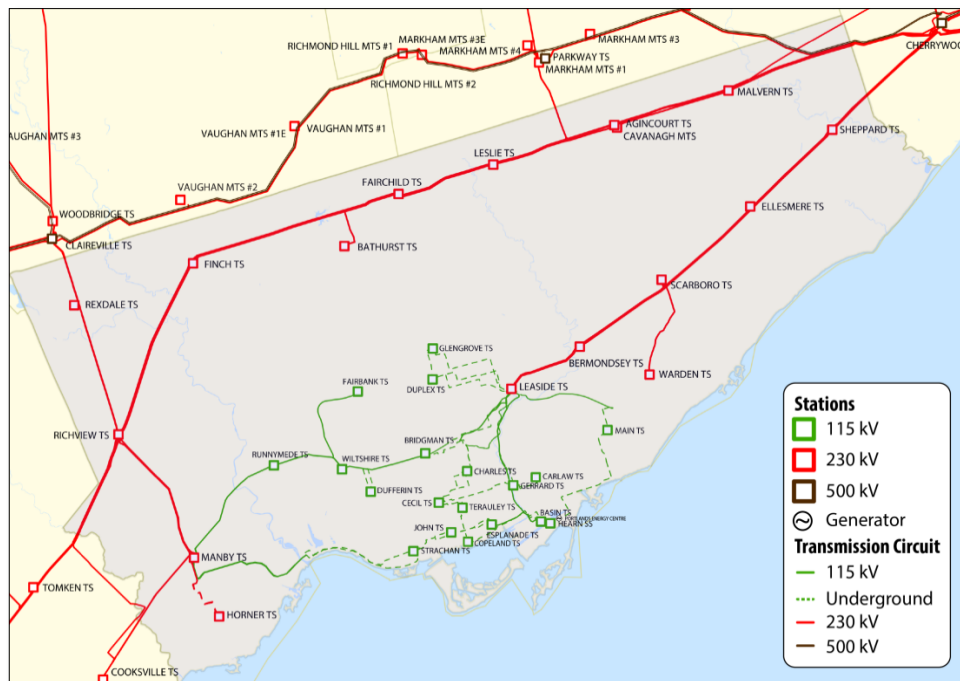 MARKHAM MTS #3E
RICHMOND HILL MTS #1
MARKHAM MTS #4
MARKHAM MTS #3
PARKWAY TS
MARKHAM MTS #1
CHERRYWOO
RICHMOND HILL MTS #2
MALVERN TS
VAUGHAN MTS #1E
VAUGHAN MTS #1
AUGHAN MTS #3
AGINCOURT TS
CAVANAGH MTS
SHEPPARD TS
LESLIE TS
FAIRCHILD TS
VAUGHAN MTS #2
WOODBRIDGE TS
CLAIREVILLE TS
BATHURST TS
ELLESMERE TS
FINCH TS
SCARBORO TS
REXDALE TS
GLENGROVE TS
BERMONDSEY TS
WARDEN TS
FAIRBANK TS
DUPLEX TS
LEASIDE TS
RICHVIEW TS
BRIDGMAN TS
MAIN TS
RUNNYMEDE TS
WILTSHIRE TS
CHARLES TS
CARLAW TS
DUFFERIN TS
GERRARD TS
CECIL TS
TERAULEY TS
BASIN TS
PORTLANDS ENERGY CENTRE
HEARN SS
JOHN TS
ESPLANADE TS
COPELAND TS
STRACHAN TS
MANBY TS
TOMKEN TS
HORNER TS
COOKSVILLE TS
Stations
115 kV
230 kV
500 kV
Generator
Transmission Circuit
115 kV
Underground
230 kV
500 kV